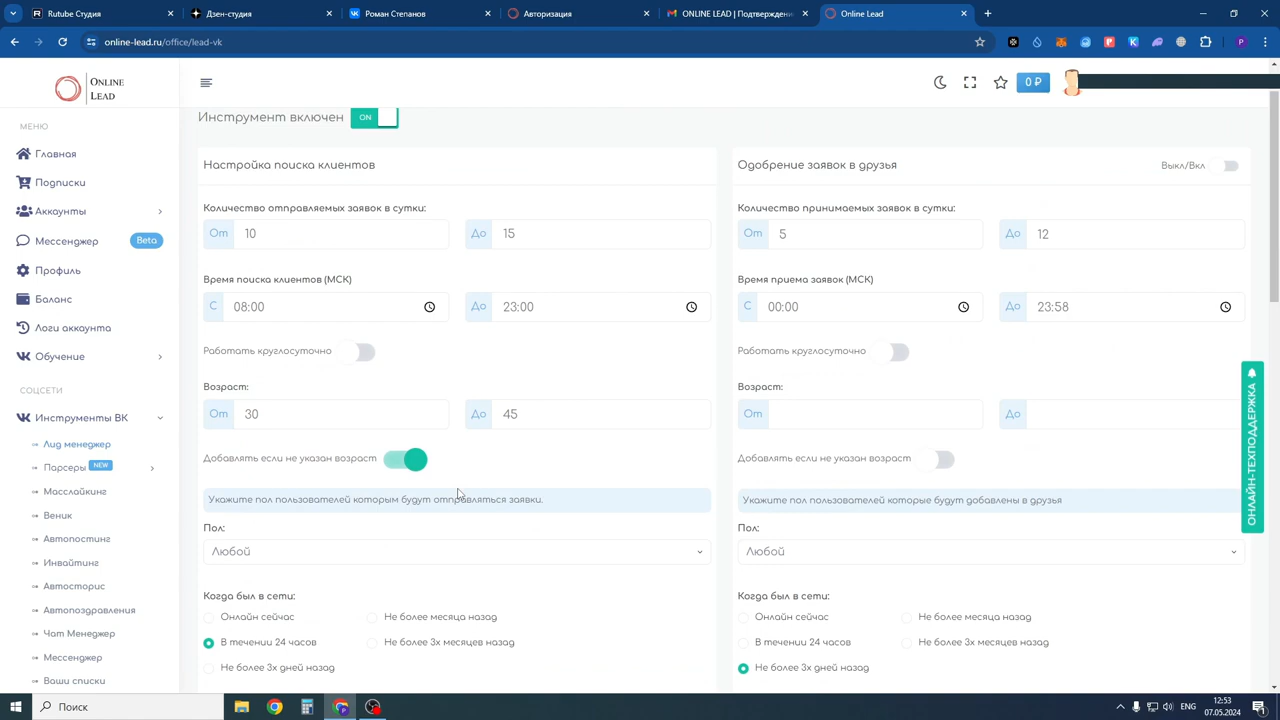 Rutube Студия
Дзен-студия
Роман Степанов
Авторизация
ONLINE LEAD | Подтвержден
Online Lead
online-lead.ru/office/lead-vk
ONLINE
LEAD
0 ₽
МЕНЮ
Главная
Подписки
Аккаунты
Мессенджер
Beta
Профиль
Баланс
Логи аккаунта
Обучение
СОЦСЕТИ
Инструменты ВК
Лид менеджер
Парсеры
NEW
Масслайкинг
Веник
Автопостинг
Инвайтинг
Автосторис
Автопоздравления
Чат Менеджер
Мессенджер
Ваши списки
Инструмент включен
ON
Настройка поиска клиентов
Количество отправляемых заявок в сутки:
От 10 До 15
Время поиска клиентов (МСК)
С 08:00 До 23:00
Работать круглосуточно
Возраст:
От 30 До 45
Добавлять если не указан возраст
Укажите пол пользователей которым будут отправляться заявки.
Пол:
Любой
Когда был в сети:
Онлайн сейчас
Не более месяца назад
В течении 24 часов
Не более 3х месяцев назад
Не более 3х дней назад
Одобрение заявок в друзья
Выкл/Вкл
Количество принимаемых заявок в сутки:
От 5 До 12
Время приема заявок (МСК)
С 00:00 До 23:58
Работать круглосуточно
Возраст:
От До
Добавлять если не указан возраст
Укажите пол пользователей которые будут добавлены в друзья
Пол:
Любой
Когда был в сети:
Онлайн сейчас
Не более месяца назад
В течении 24 часов
Не более 3х месяцев назад
Не более 3х дней назад
ОНЛАЙН-ТЕХПОДДЕРЖКА
Поиск
ENG
12:53
07.05.2024